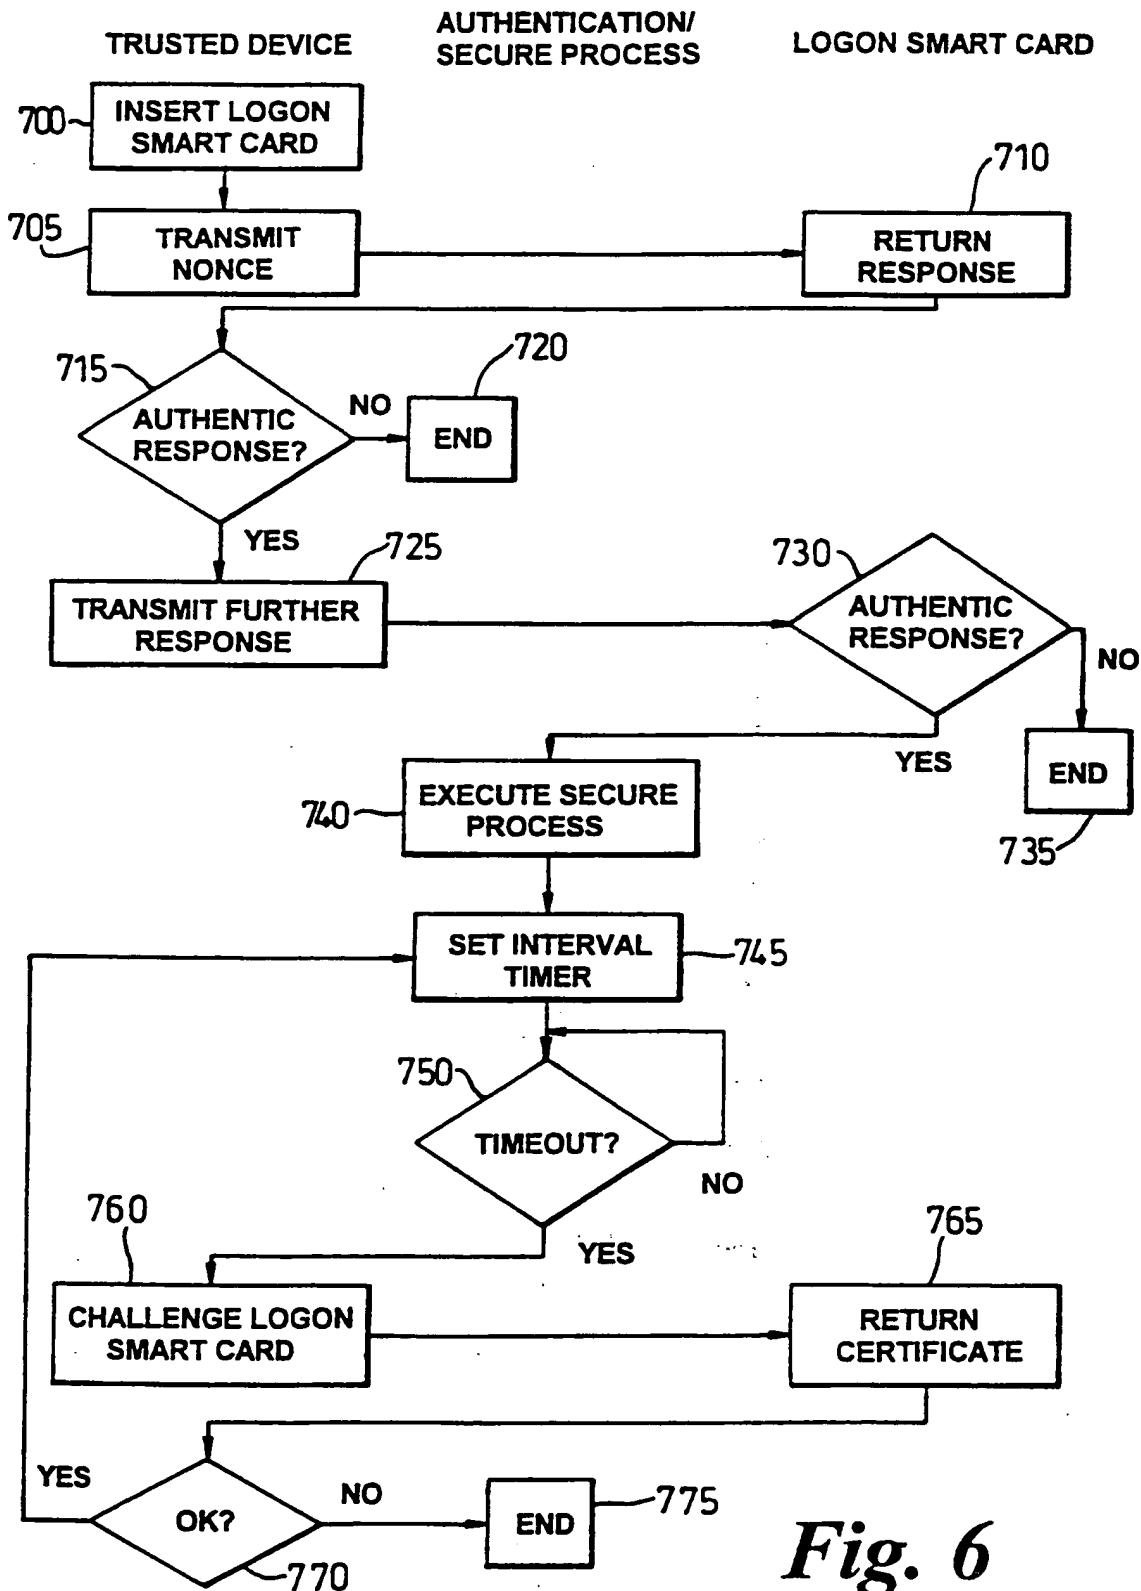 TRUSTED DEVICE
AUTHENTICATION/
SECURE PROCESS
LOGON SMART CARD
700
INSERT LOGON
SMART CARD
705
TRANSMIT
NONCE
710
RETURN
RESPONSE
715
AUTHENTIC
RESPONSE?
NO
720
END
YES
725
TRANSMIT FURTHER
RESPONSE
730
AUTHENTIC
RESPONSE?
NO
YES
END
735
740
EXECUTE SECURE
PROCESS
SET INTERVAL
TIMER
745
750
TIMEOUT?
NO
YES
760
CHALLENGE LOGON
SMART CARD
765
RETURN
CERTIFICATE
YES
OK?
NO
770
END
775
Fig. 6